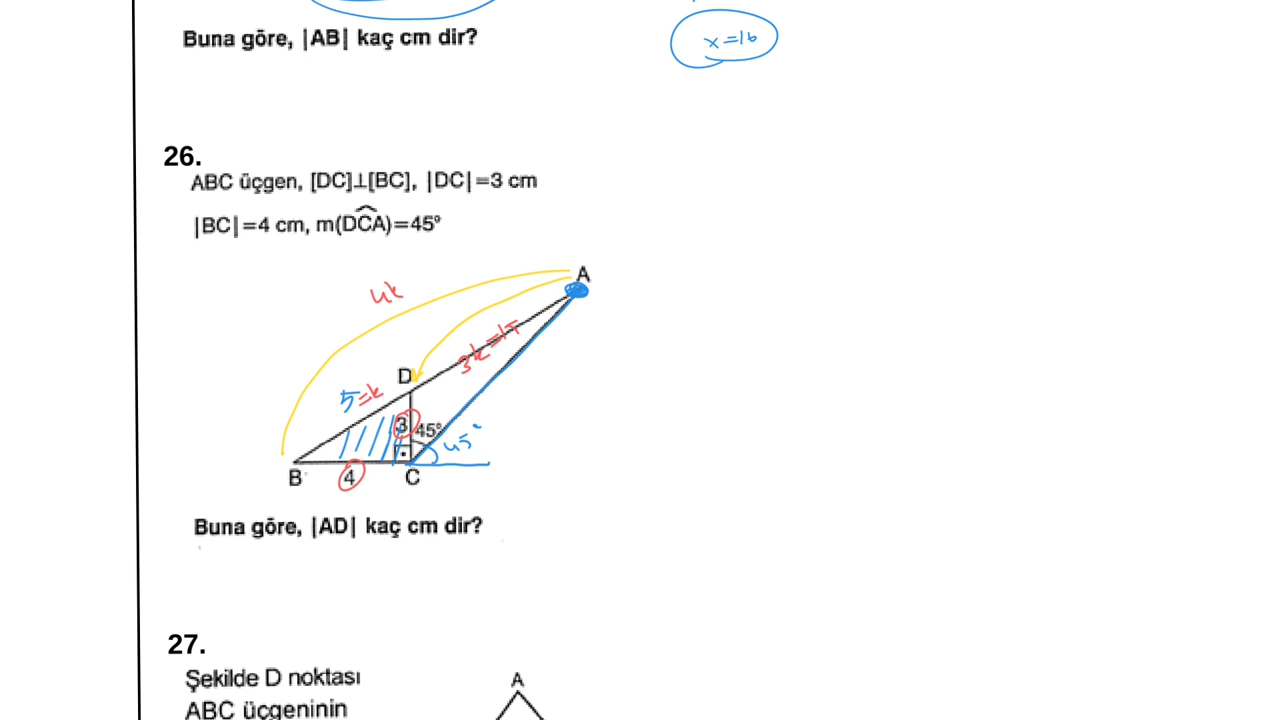 Buna göre, |AB| kaç cm dir?
x=16
26.
ABC üçgen, [DC]⊥[BC], |DC|=3 cm
|BC|=4 cm, m(DCA)=45°
A
4k
3k=15
D
5=k
3
45°
45°
B
4
C
Buna göre, |AD| kaç cm dir?
27.
Şekilde D noktası
A
ABC üçgeninin